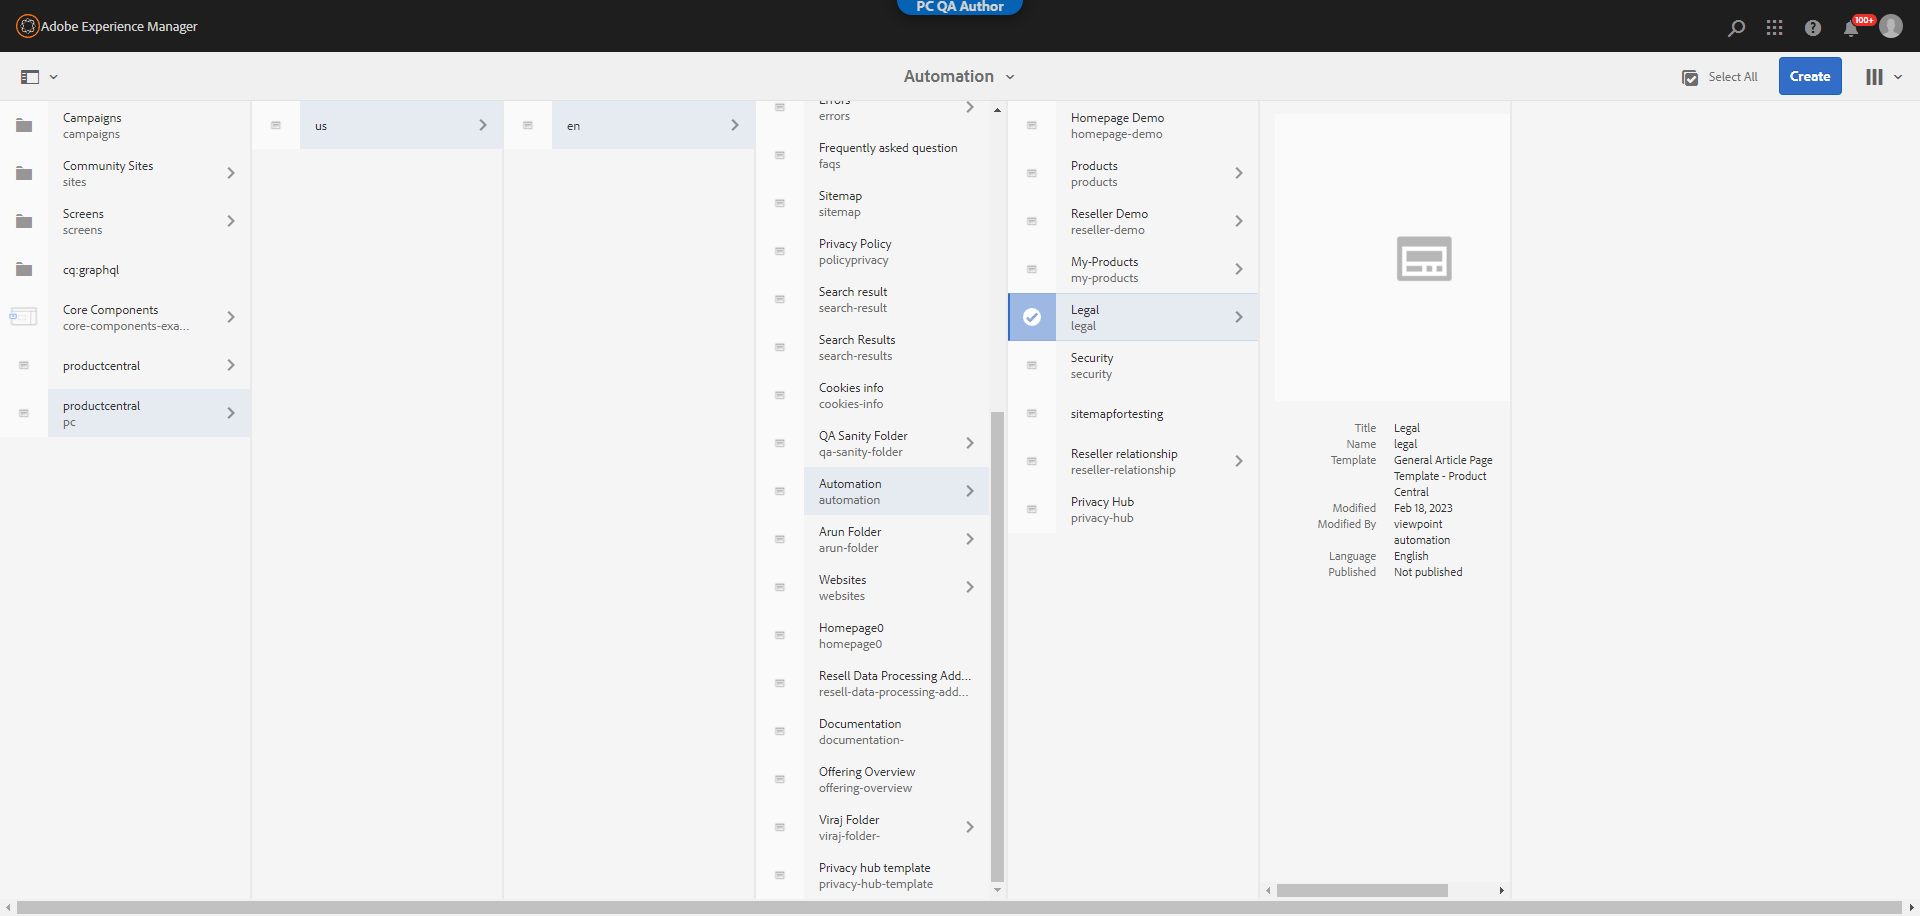 PC QA Author
Adobe Experience Manager
100+
Automation
Select All
Create
Campaigns
campaigns
Community Sites
sites
Screens
screens
cq:graphql
Core Components
core-components-exa...
productcentral
productcentral
pc
us
en
Errors
errors
Frequently asked question
faqs
Sitemap
sitemap
Privacy Policy
policyprivacy
Search result
search-result
Search Results
search-results
Cookies info
cookies-info
QA Sanity Folder
qa-sanity-folder
Automation
automation
Arun Folder
arun-folder
Websites
websites
Homepage0
homepage0
Resell Data Processing Add...
resell-data-processing-add...
Documentation
documentation-
Offering Overview
offering-overview
Viraj Folder
viraj-folder-
Privacy hub template
privacy-hub-template
Homepage Demo
homepage-demo
Products
products
Reseller Demo
reseller-demo
My-Products
my-products
Legal
legal
Security
security
sitemapfortesting
Reseller relationship
reseller-relationship
Privacy Hub
privacy-hub
Title Legal
Name legal
Template General Article Page
Template - Product
Central
Modified Feb 18, 2023
Modified By viewpoint
automation
Language English
Published Not published